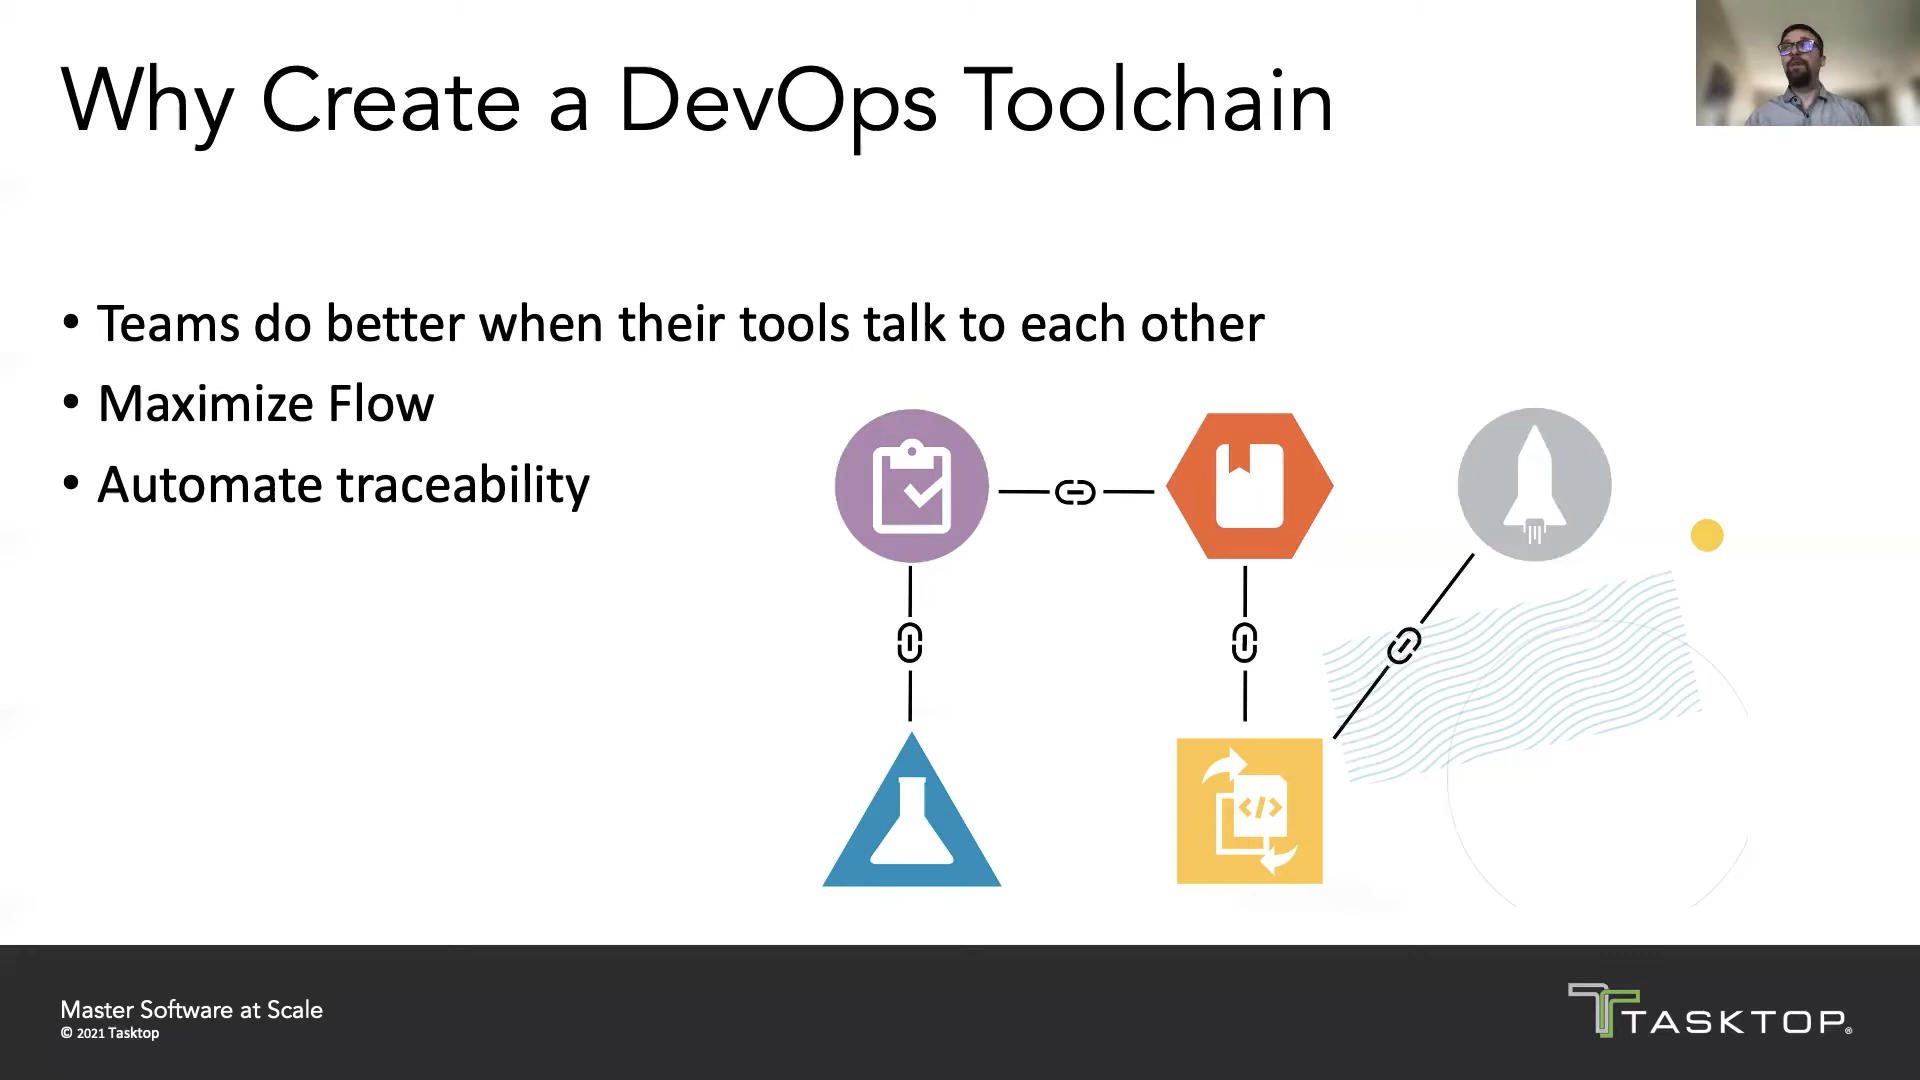 Why Create a DevOps Toolchain
• Teams do better when their tools talk to each other
• Maximize Flow
• Automate traceability
</>
Master Software at Scale
© 2021 Tasktop
TASKTOP®